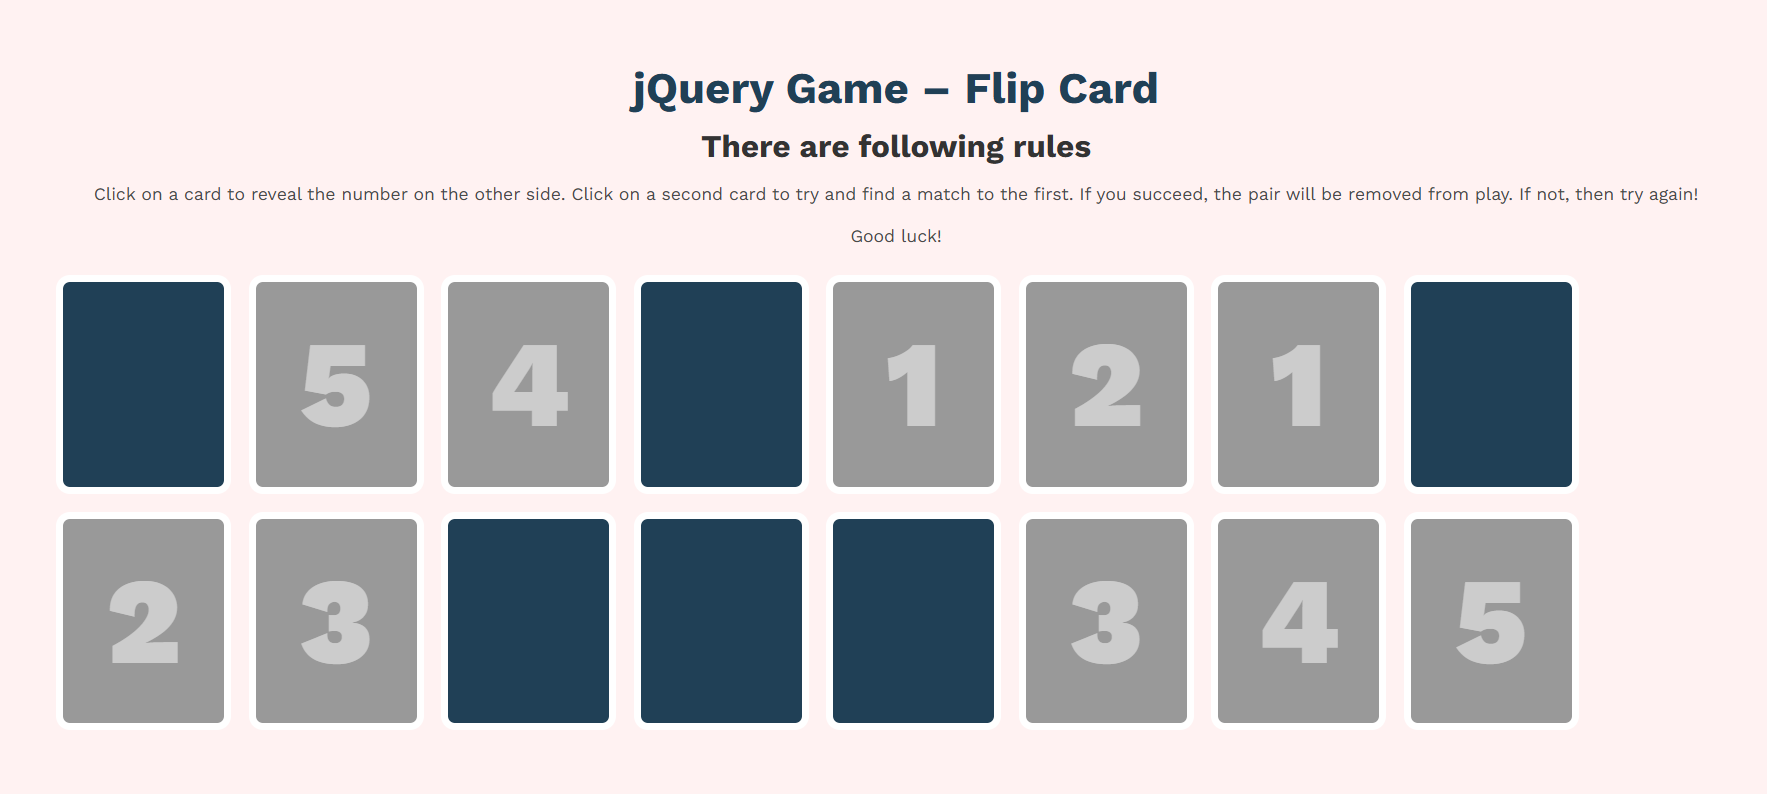 jQuery Game – Flip Card
There are following rules
Click on a card to reveal the number on the other side. Click on a second card to try and find a match to the first. If you succeed, the pair will be removed from play. If not, then try again!
Good luck!
5 4 1 2 1
2 3 3 4 5